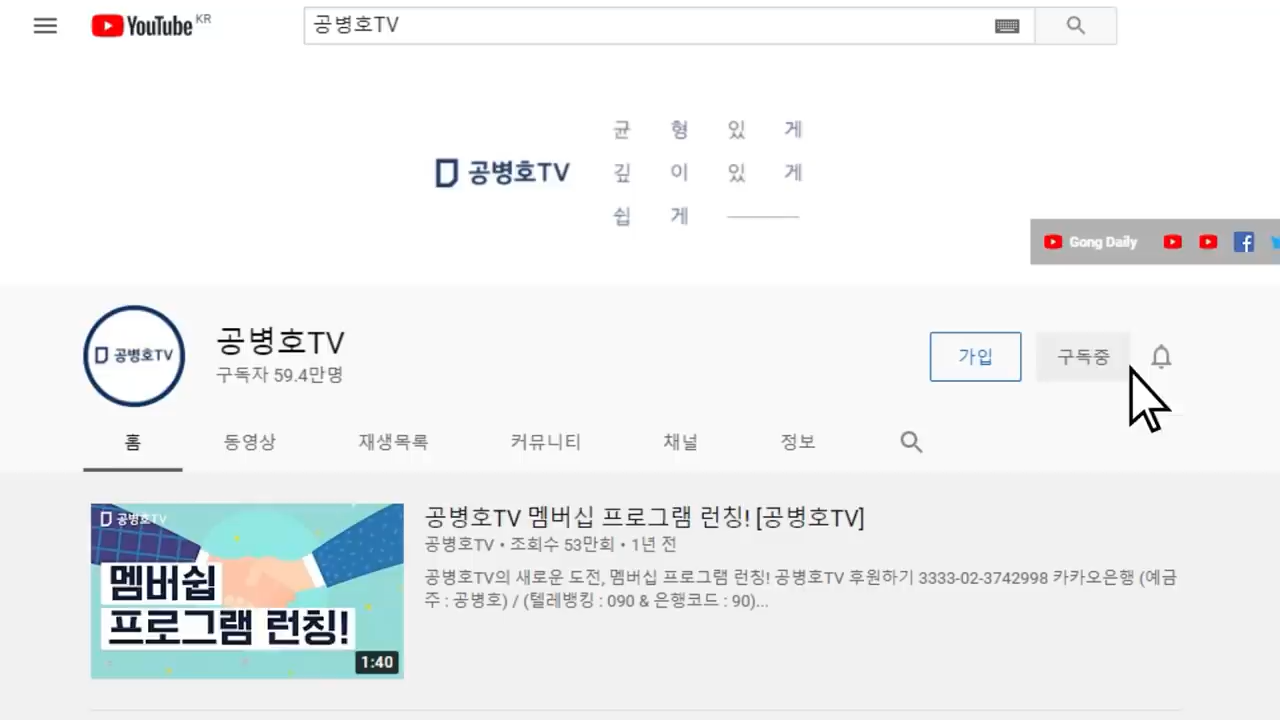 YouTube KR
공병호TV
균 형 있 게
공병호TV
깊 이 있 게
쉽 게
Gong Daily
공병호TV
공병호TV
구독자 59.4만명
가입
구독중
홈
동영상
재생목록
커뮤니티
채널
정보
공병호TV
멤버쉽
프로그램 런칭!
1:40
공병호TV 멤버십 프로그램 런칭! [공병호TV]
공병호TV • 조회수 53만회 • 1년 전
공병호TV의 새로운 도전, 멤버십 프로그램 런칭! 공병호TV 후원하기 3333-02-3742998 카카오은행 (예금
주 : 공병호) / (텔레뱅킹 : 090 & 은행코드 : 90)...